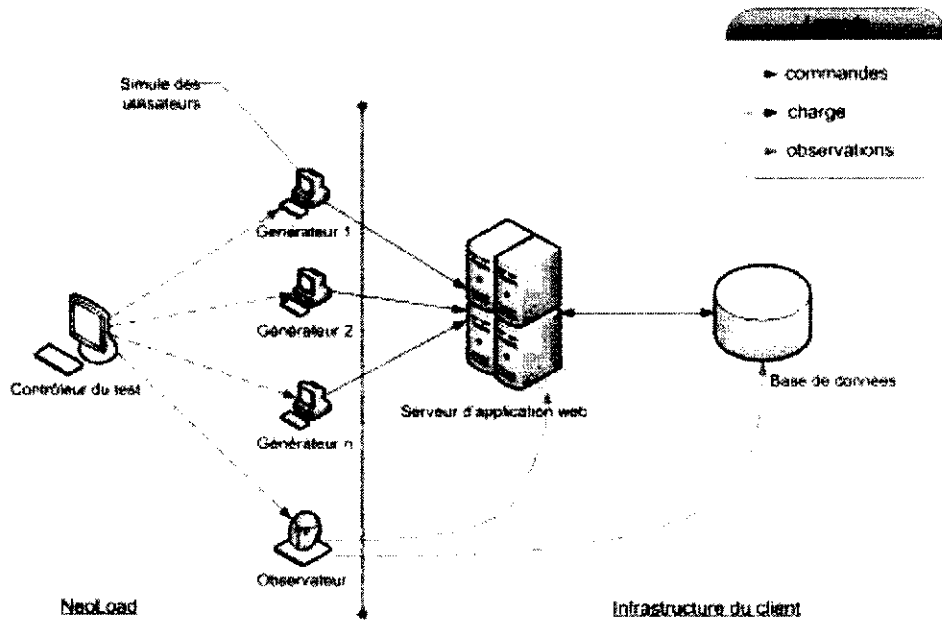 commandes
charge
observations
Simule des
utilisateurs
Générateur 1
Générateur 2
Générateur n
Contrôleur du test
Observateur
Serveur d'application web
Base de données
NeoLoad
Infrastructure du client